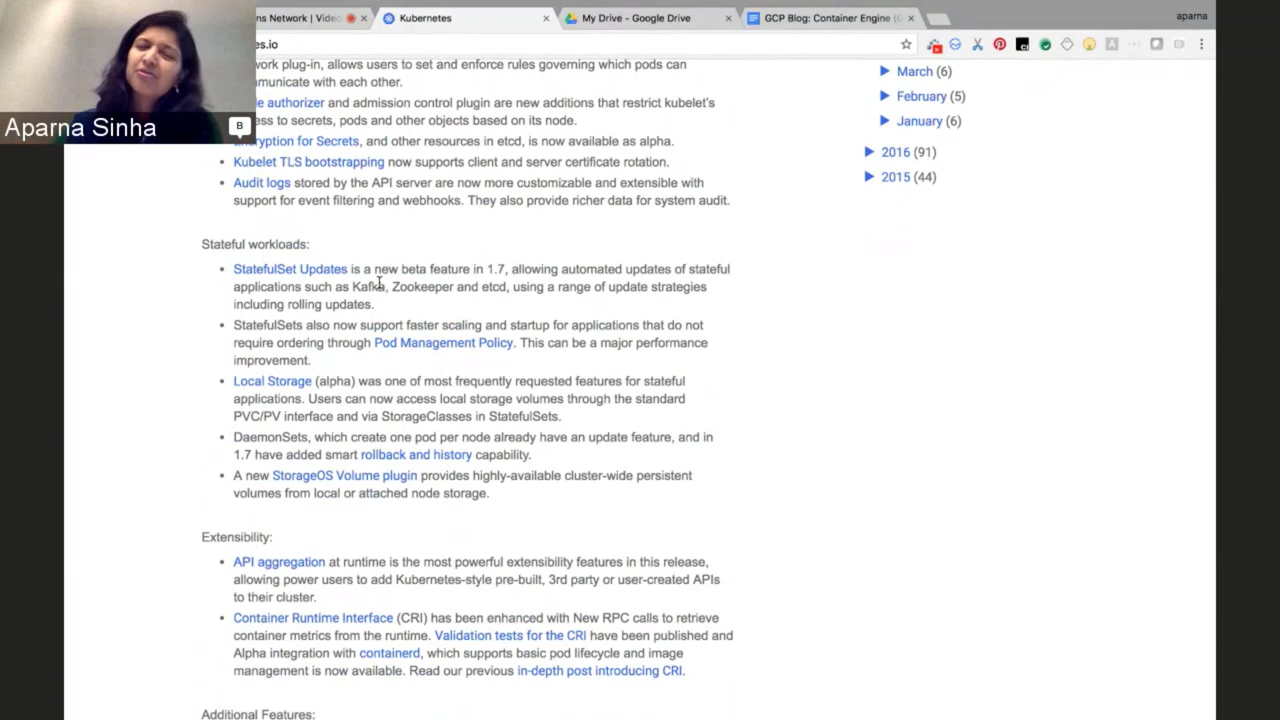 ns Network | Video
Kubernetes
My Drive - Google Drive
GCP Blog: Container Engine (
aparna
es.io
Aparna Sinha
B
work plug-in, allows users to set and enforce rules governing which pods can
municate with each other.
e authorizer and admission control plugin are new additions that restrict kubelet's
ess to secrets, pods and other objects based on its node.
Encryption for Secrets, and other resources in etcd, is now available as alpha.
• Kubelet TLS bootstrapping now supports client and server certificate rotation.
• Audit logs stored by the API server are now more customizable and extensible with
support for event filtering and webhooks. They also provide richer data for system audit.
Stateful workloads:
• StatefulSet Updates is a new beta feature in 1.7, allowing automated updates of stateful
applications such as Kafka, Zookeeper and etcd, using a range of update strategies
including rolling updates.
• StatefulSets also now support faster scaling and startup for applications that do not
require ordering through Pod Management Policy. This can be a major performance
improvement.
• Local Storage (alpha) was one of most frequently requested features for stateful
applications. Users can now access local storage volumes through the standard
PVC/PV interface and via StorageClasses in StatefulSets.
• DaemonSets, which create one pod per node already have an update feature, and in
1.7 have added smart rollback and history capability.
• A new StorageOS Volume plugin provides highly-available cluster-wide persistent
volumes from local or attached node storage.
Extensibility:
• API aggregation at runtime is the most powerful extensibility features in this release,
allowing power users to add Kubernetes-style pre-built, 3rd party or user-created APIs
to their cluster.
• Container Runtime Interface (CRI) has been enhanced with New RPC calls to retrieve
container metrics from the runtime. Validation tests for the CRI have been published and
Alpha integration with containerd, which supports basic pod lifecycle and image
management is now available. Read our previous in-depth post introducing CRI.
Additional Features:
March (6)
February (5)
January (6)
2016 (91)
2015 (44)